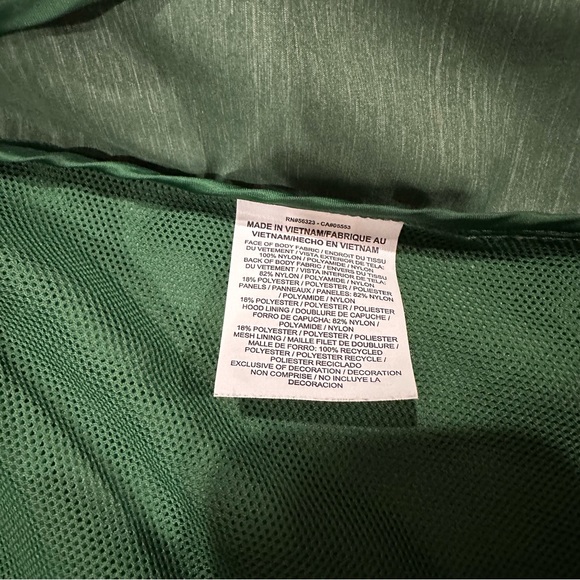 RN#56323 - CA#05553
MADE IN VIETNAM/FABRIQUE AU
VIETNAM/HECHO EN VIETNAM
FACE OF BODY FABRIC / ENDROIT DU TISSU
DU VETEMENT / VISTA EXTERIOR DE TELA:
100% NYLON / POLYAMIDE / NYLON
BACK OF BODY FABRIC / ENVERS DU TISSU
DU VETEMENT / VISTA INTERIOR DE TELA:
82% NYLON / POLYAMIDE / NYLON
18% POLYESTER / POLYESTER / POLIESTER
PANELS / PANNEAUX / PANELES: 82% NYLON
/ POLYAMIDE / NYLON
18% POLYESTER / POLYESTER / POLIESTER
HOOD LINING / DOUBLURE DE CAPUCHE /
FORRO DE CAPUCHA: 82% NYLON /
POLYAMIDE / NYLON
18% POLYESTER / POLYESTER / POLIESTER
MESH LINING / MAILLE FILET DE DOUBLURE /
MALLE DE FORRO: 100% RECYCLED
POLYESTER / POLYESTER RECYCLE /
POLIESTER RECICLADO
EXCLUSIVE OF DECORATION / DECORATION
NON COMPRISE / NO INCLUYE LA
DECORACION